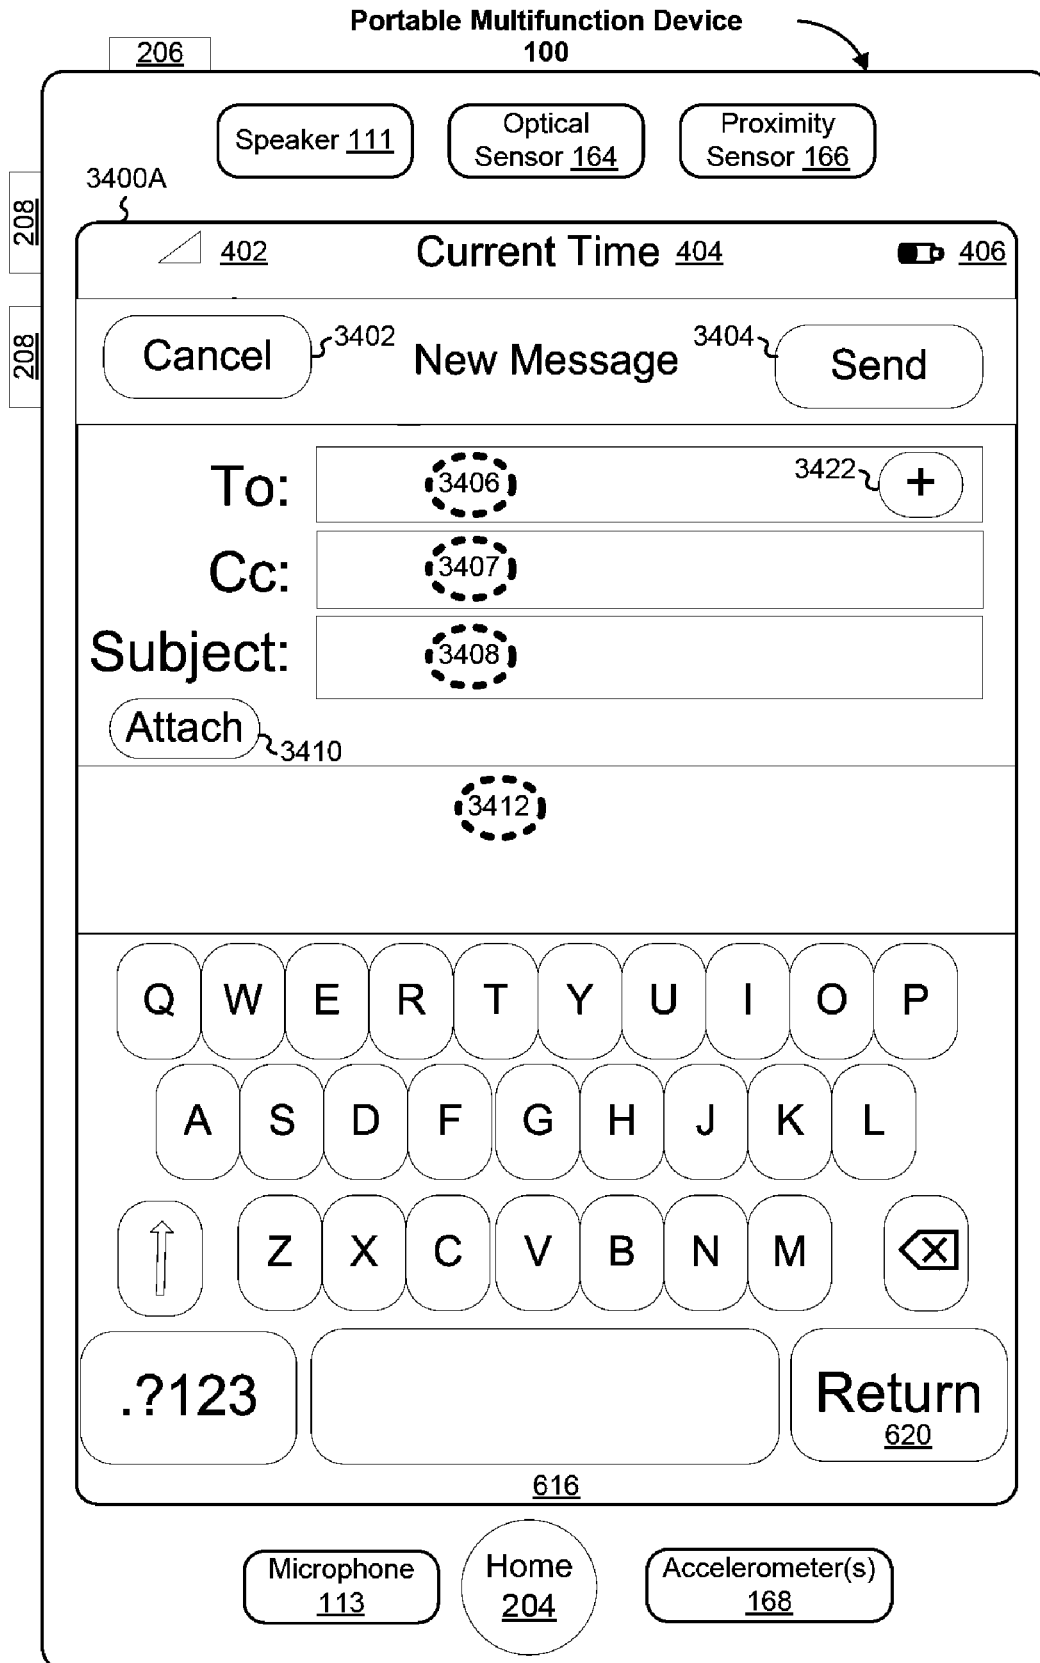 Portable Multifunction Device
100
206
Speaker 111
Optical
Sensor 164
Proximity
Sensor 166
3400A
208
208
402
Current Time 404
406
Cancel
3402
New Message
3404
Send
To:
3406
3422
+
Cc:
3407
Subject:
3408
Attach
3410
3412
Q W E R T Y U I O P
A S D F G H J K L
Z X C V B N M
.?123
Return
620
616
Microphone
113
Home
204
Accelerometer(s)
168